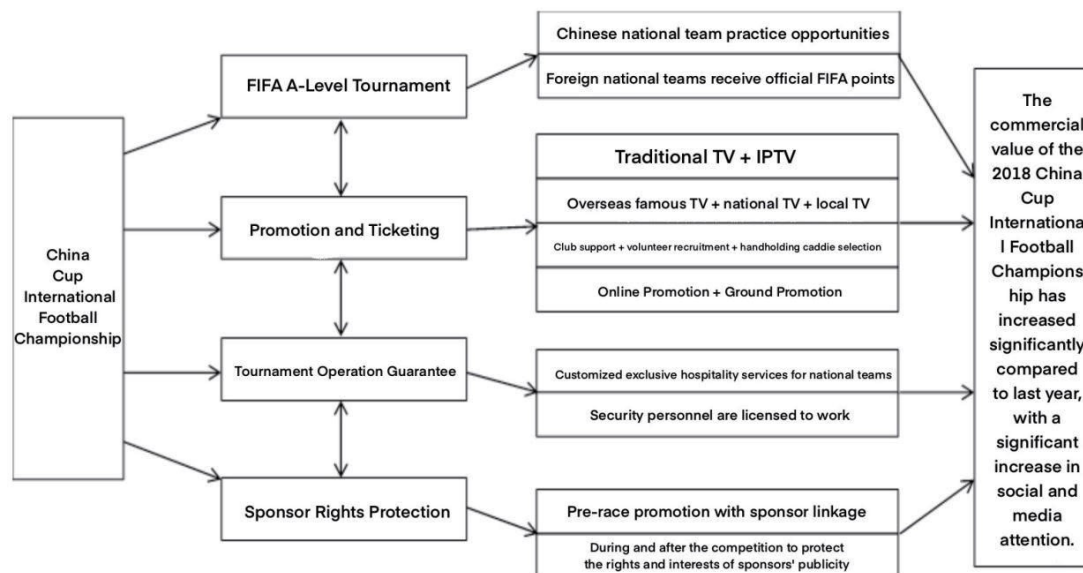 China
Cup
International
Football
Championship
FIFA A-Level Tournament
Promotion and Ticketing
Tournament Operation Guarantee
Sponsor Rights Protection
Chinese national team practice opportunities
Foreign national teams receive official FIFA points
Traditional TV + IPTV
Overseas famous TV + national TV + local TV
Club support + volunteer recruitment + handholding caddie selection
Online Promotion + Ground Promotion
Customized exclusive hospitality services for national teams
Security personnel are licensed to work
Pre-race promotion with sponsor linkage
During and after the competition to protect
the rights and interests of sponsors' publicity
The
commercial
value of the
2018 China
Cup
Internationa
l Football
Champions
hip has
increased
significantly
compared
to last year,
with a
significant
increase in
social and
media
attention.